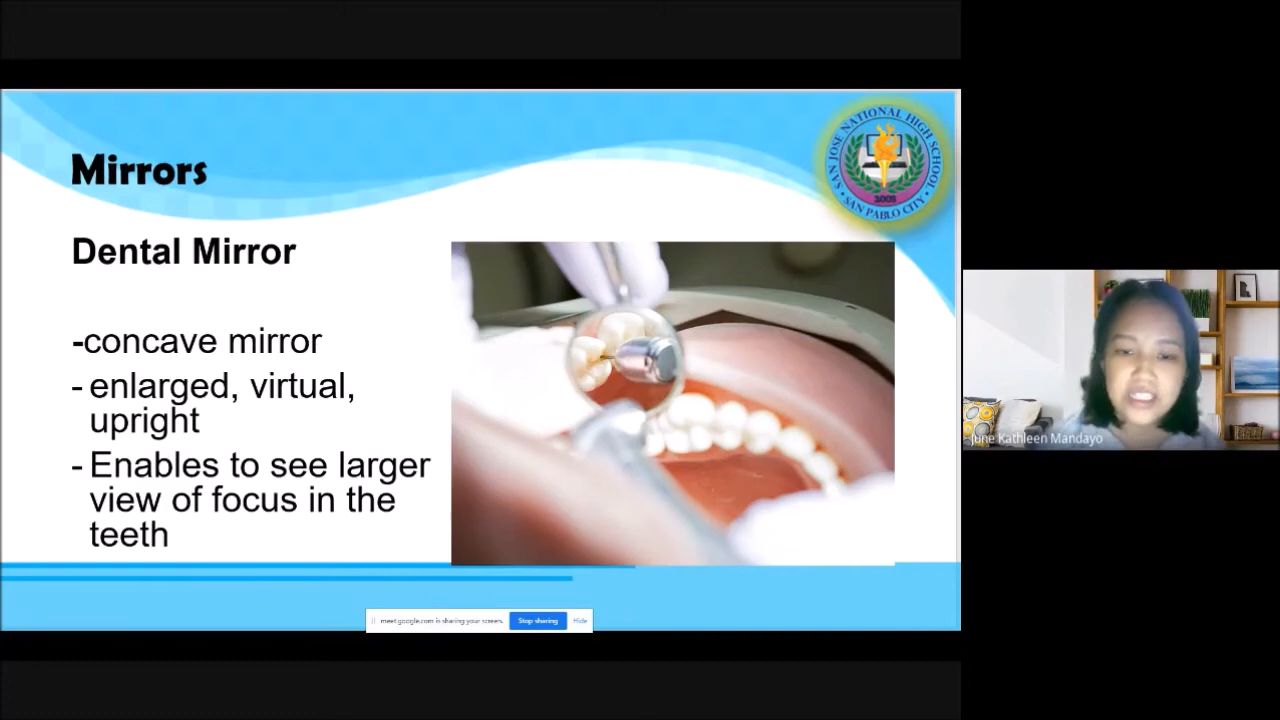 Mirrors
SAN JOSE NATIONAL HIGH SCHOOL
2005
• SAN PABLO CITY •
Dental Mirror
-concave mirror
- enlarged, virtual,
upright
- Enables to see larger
view of focus in the
teeth
June Kathleen Mandayo
meet.google.com is sharing your screen.
Stop sharing
Hide